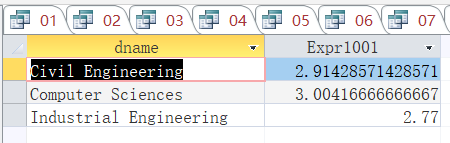 01 02 03 04 05 06 07
dname Expr1001
Civil Engineering 2.91428571428571
Computer Sciences 3.00416666666667
Industrial Engineering 2.77